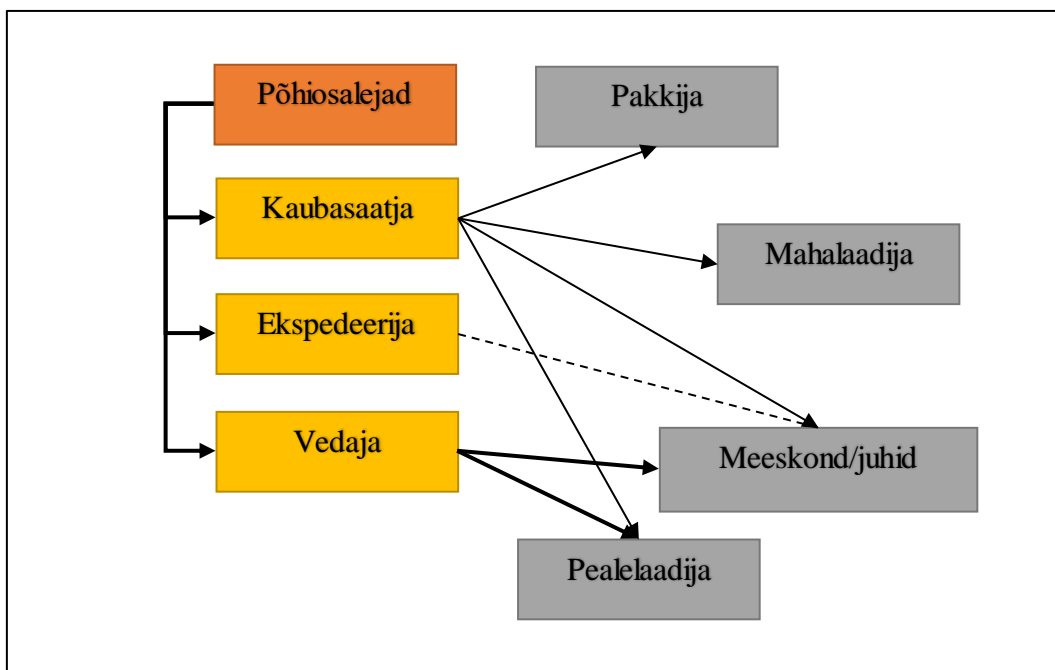 Põhiosalejad
Pakkija
Kaubasaatja
Mahalaadija
Ekspedeerija
Vedaja
Meeskond/juhid
Pealelaadija